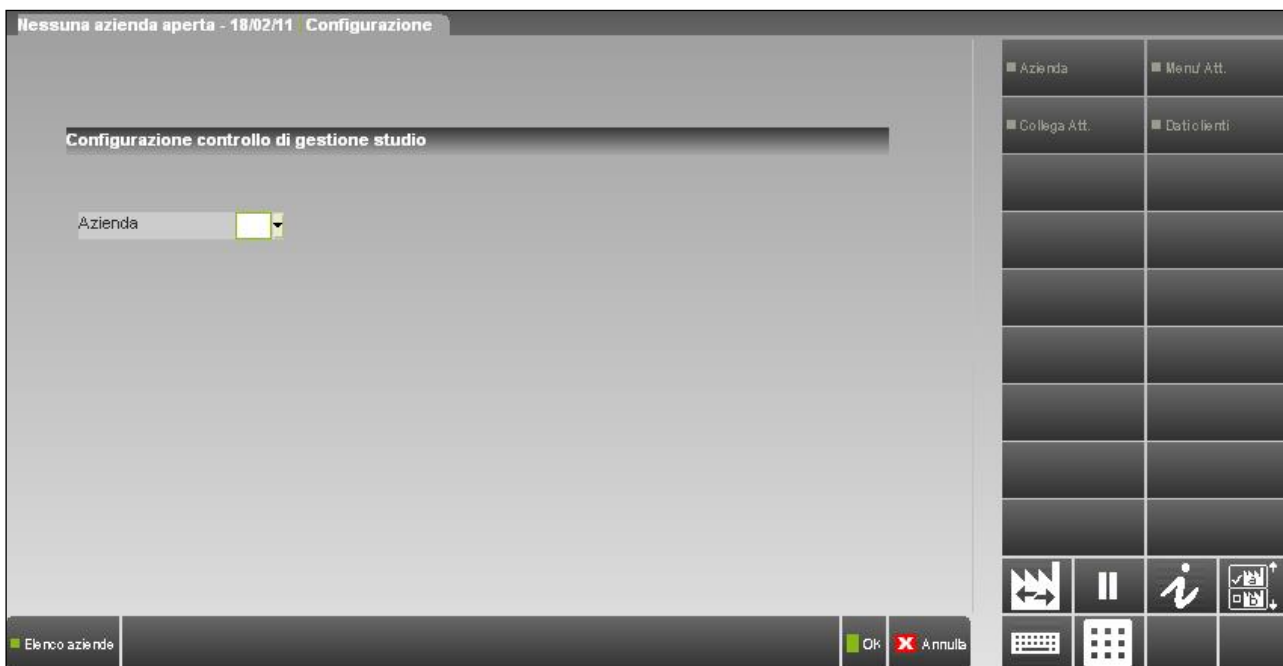 Nessuna azienda aperta - 18/02/11 Configurazione
Azienda
Menu' Att.
Configurazione controllo di gestione studio
Collega Att.
Dati clienti
Azienda
Elenco aziende
Ok
Annulla